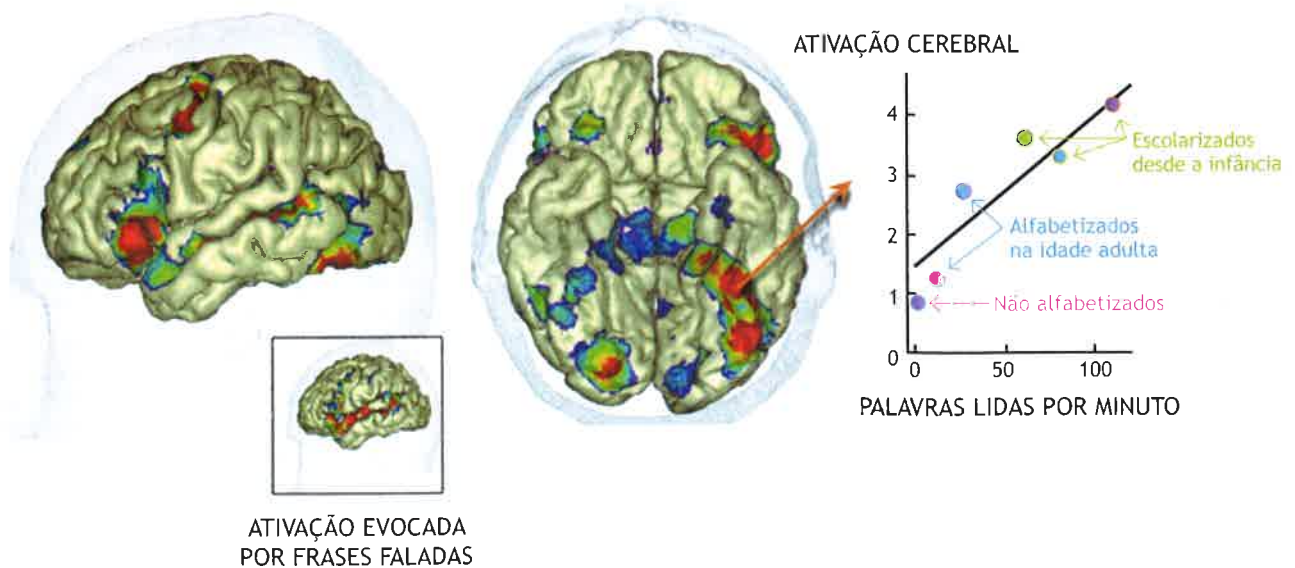 ATIVAÇÃO CEREBRAL
4
3
2
1
0
0
50
100
PALAVRAS LIDAS POR MINUTO
Escolarizados
desde a infância
Alfabetizados
na idade adulta
Não alfabetizados
ATIVAÇÃO EVOCADA
POR FRASES FALADAS